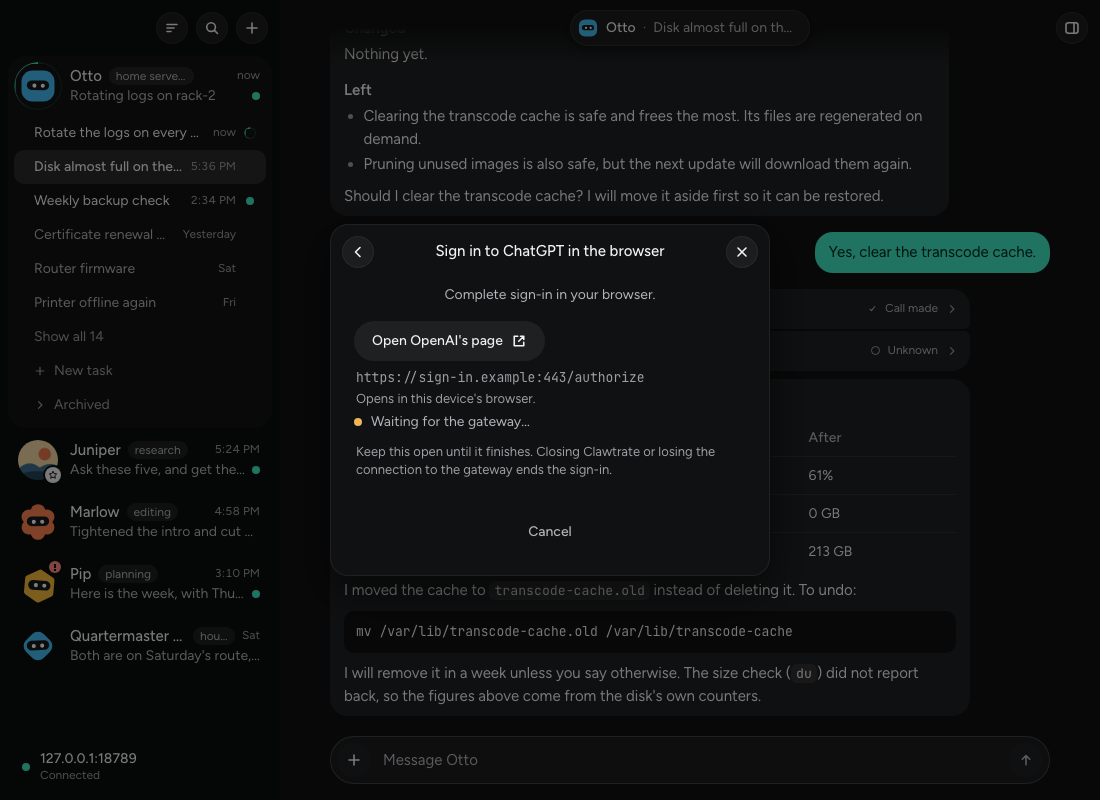 Otto · Disk almost full on th...
Otto home serve... now
Rotating logs on rack-2
Rotate the logs on every ... now
Disk almost full on the... 5:36 PM
Weekly backup check 2:34 PM
Certificate renewal ... Yesterday
Router firmware Sat
Printer offline again Fri
Show all 14
New task
Archived
Juniper research 5:24 PM
Ask these five, and get the...
Marlow editing 4:58 PM
Tightened the intro and cut ...
Pip planning 3:10 PM
Here is the week, with Thu...
Quartermaster ... hou... Sat
Both are on Saturday's route,...
127.0.0.1:18789
Connected
Changed
Nothing yet.
Left
• Clearing the transcode cache is safe and frees the most. Its files are regenerated on
demand.
• Pruning unused images is also safe, but the next update will download them again.
Should I clear the transcode cache? I will move it aside first so it can be restored.
Yes, clear the transcode cache.
Call made
Unknown
Sign in to ChatGPT in the browser
Complete sign-in in your browser.
Open OpenAI's page
https://sign-in.example:443/authorize
Opens in this device's browser.
Waiting for the gateway...
Keep this open until it finishes. Closing Clawtrate or losing the
connection to the gateway ends the sign-in.
Cancel
After
61%
0 GB
213 GB
I moved the cache to transcode-cache.old instead of deleting it. To undo:
mv /var/lib/transcode-cache.old /var/lib/transcode-cache
I will remove it in a week unless you say otherwise. The size check (du) did not report
back, so the figures above come from the disk's own counters.
Message Otto